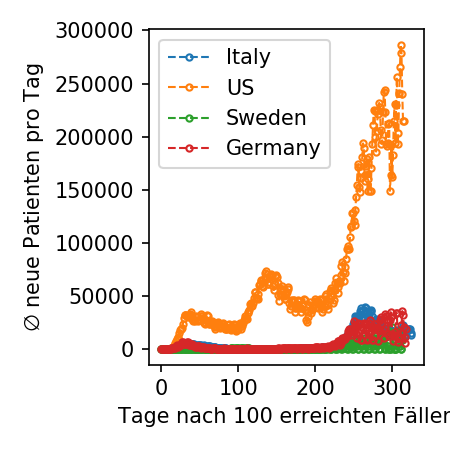 300000
250000
200000
150000
100000
50000
0
∅ neue Patienten pro Tag
Italy
US
Sweden
Germany
0 100 200 300
Tage nach 100 erreichten Fällen